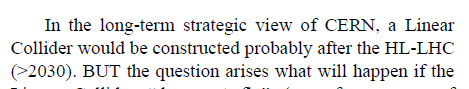 In the long-term strategic view of CERN, a Linear
Collider would be constructed probably after the HL-LHC
(>2030). BUT the question arises what will happen if the